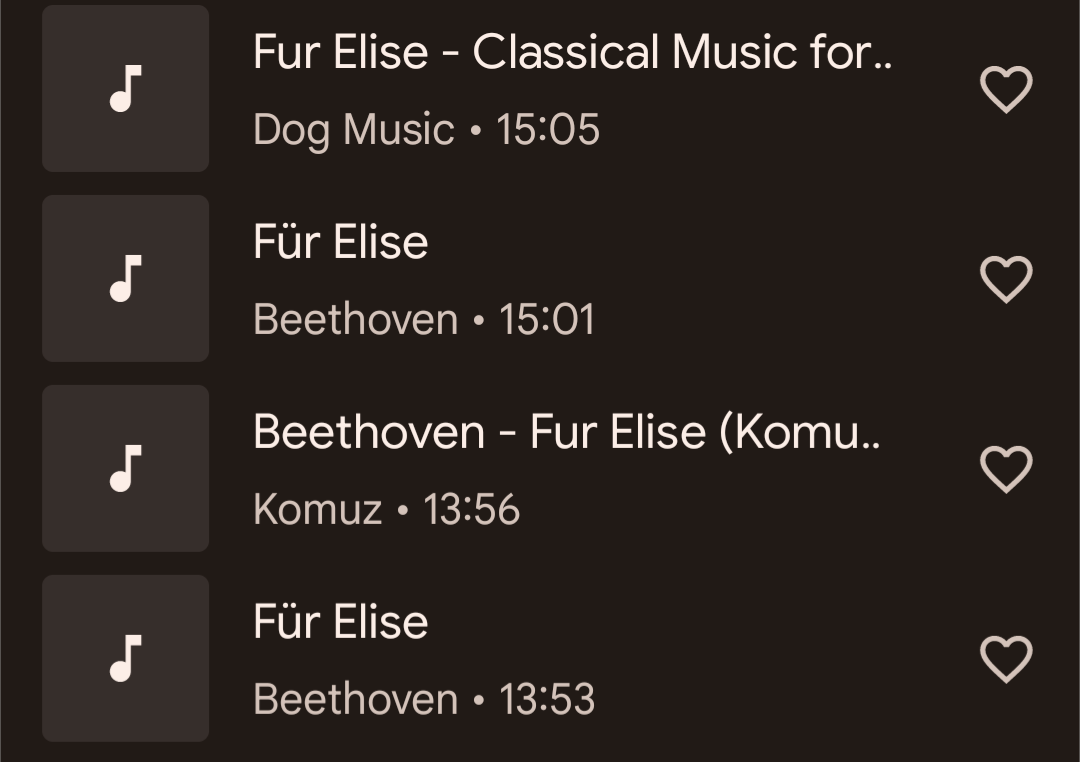 Fur Elise - Classical Music for..
Dog Music • 15:05
Für Elise
Beethoven • 15:01
Beethoven - Fur Elise (Komu..
Komuz • 13:56
Für Elise
Beethoven • 13:53